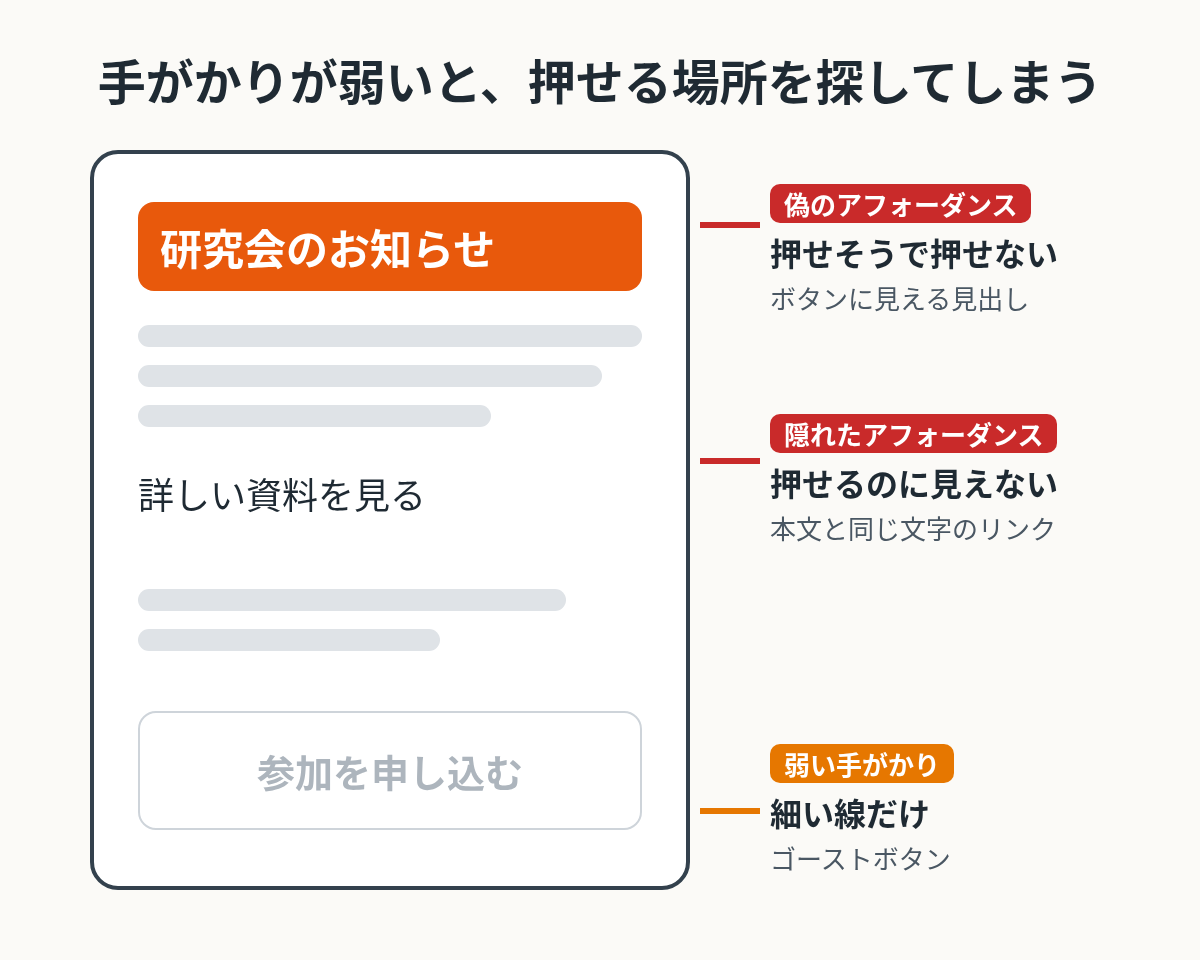 手がかりが弱いと、押せる場所を探してしまう
研究会のお知らせ
詳しい資料を見る
参加を申し込む
偽のアフォーダンス
押せそうで押せない
ボタンに見える見出し
隠れたアフォーダンス
押せるのに見えない
本文と同じ文字のリンク
弱い手がかり
細い線だけ
ゴーストボタン